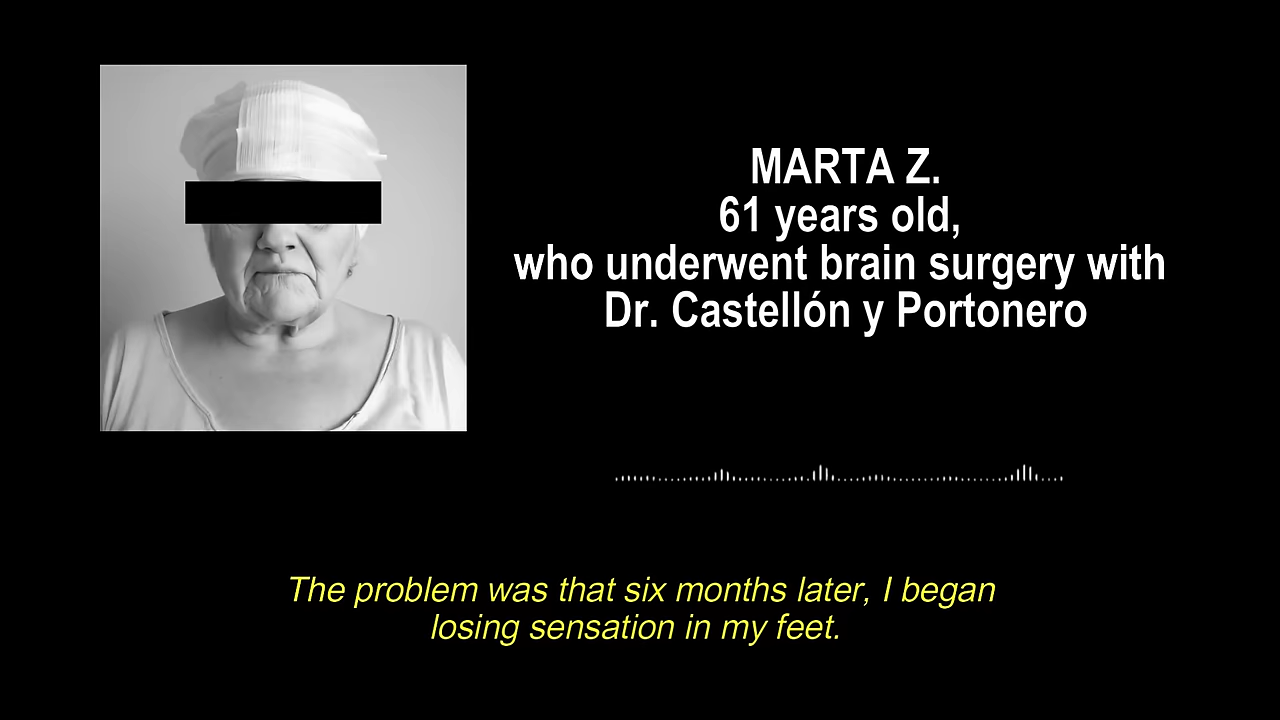 MARTA Z.
61 years old,
who underwent brain surgery with
Dr. Castellón y Portonero
The problem was that six months later, I began
losing sensation in my feet.